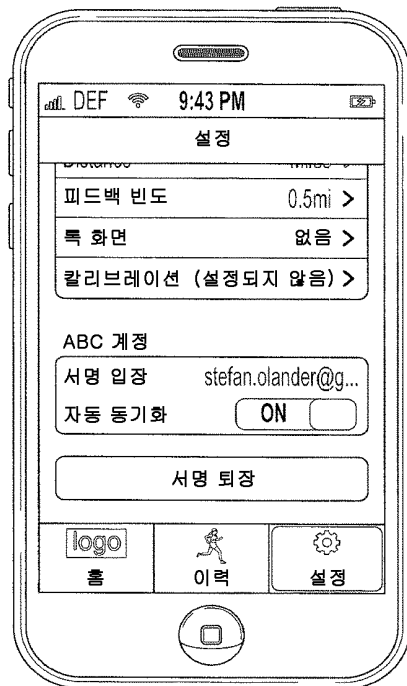 DEF 9:43 PM
설정
Distance
피드백 빈도 0.5mi >
록 화면 없음 >
칼리브레이션 (설정되지 않음) >
ABC 계정
서명 입장 stefan.olander@g...
자동 동기화 ON
서명 퇴장
logo
홈 이력 설정